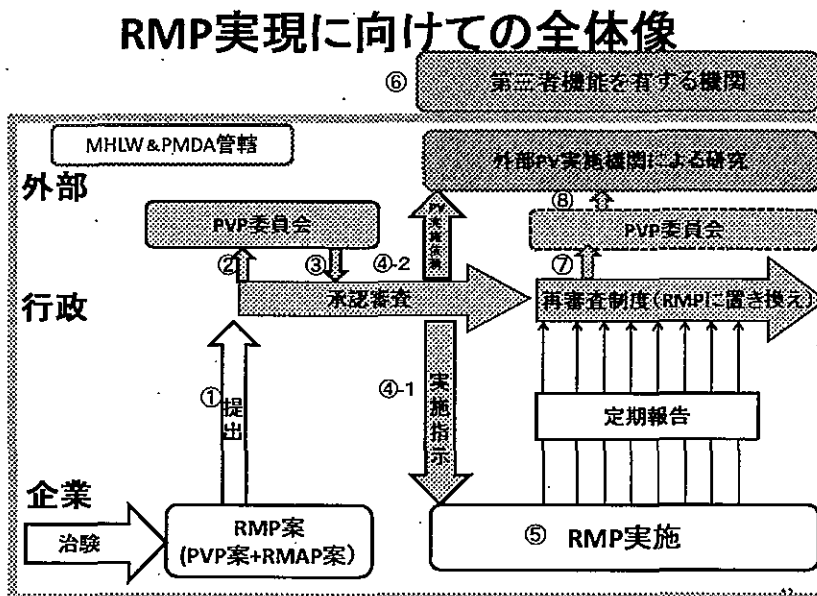 RMP実現に向けての全体像
⑥ 第三者機能を有する機関
MHLW&PMDA管轄
外部PV実施機関による研究
外部
PVP委員会
PV実施依頼
⑧
PVP委員会
② ③ ④-2 ⑦
行政
承認審査
再審査制度(RMPに置き換え)
①提出
④-1 実施指示
定期報告
企業
治験
RMP案
(PVP案+RMAP案)
⑤ RMP実施